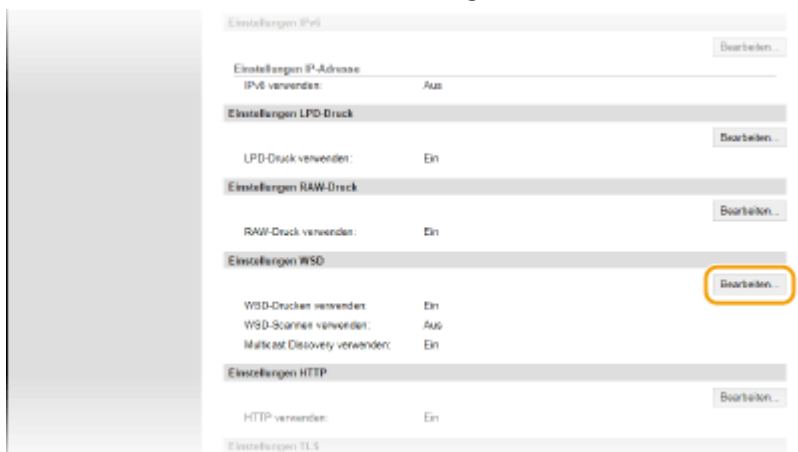 Einstellungen IPv6
Bearbeiten...
Einstellungen IP-Adresse
IPv6 verwenden: Aus
Einstellungen LPD-Druck
Bearbeiten...
LPD-Druck verwenden: Ein
Einstellungen RAW-Druck
Bearbeiten...
RAW-Druck verwenden: Ein
Einstellungen WSD
Bearbeiten...
WSD-Drucken verwenden: Ein
WSD-Scannen verwenden: Aus
Multicast Discovery verwenden: Ein
Einstellungen HTTP
Bearbeiten...
HTTP verwenden: Ein
Einstellungen TLS